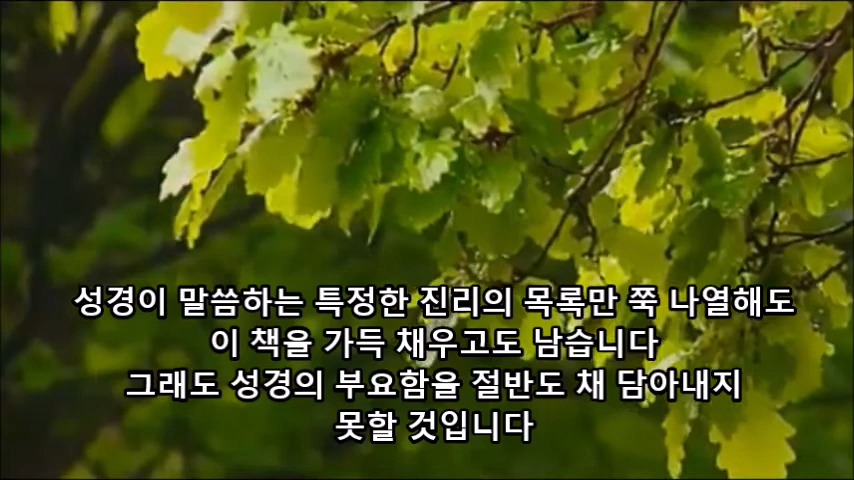 성경이 말씀하는 특정한 진리의 목록만 쭉 나열해도
이 책을 가득 채우고도 남습니다
그래도 성경의 부요함을 절반도 채 담아내지
못할 것입니다